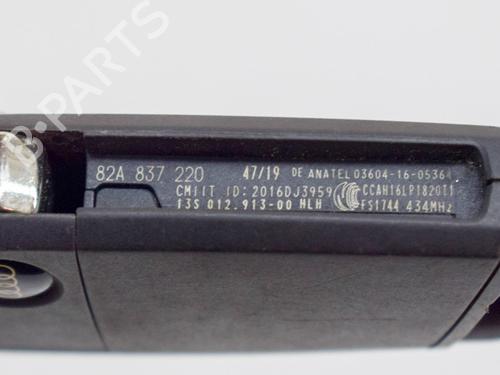 B-PARTS
82A 837 220 47/19 DE ANATEL 03604-16-05364
CMIIT ID: 2016DJ3959 CCAH16LP1820T1
13S 012.913-00 HLH FS1744 434MHz